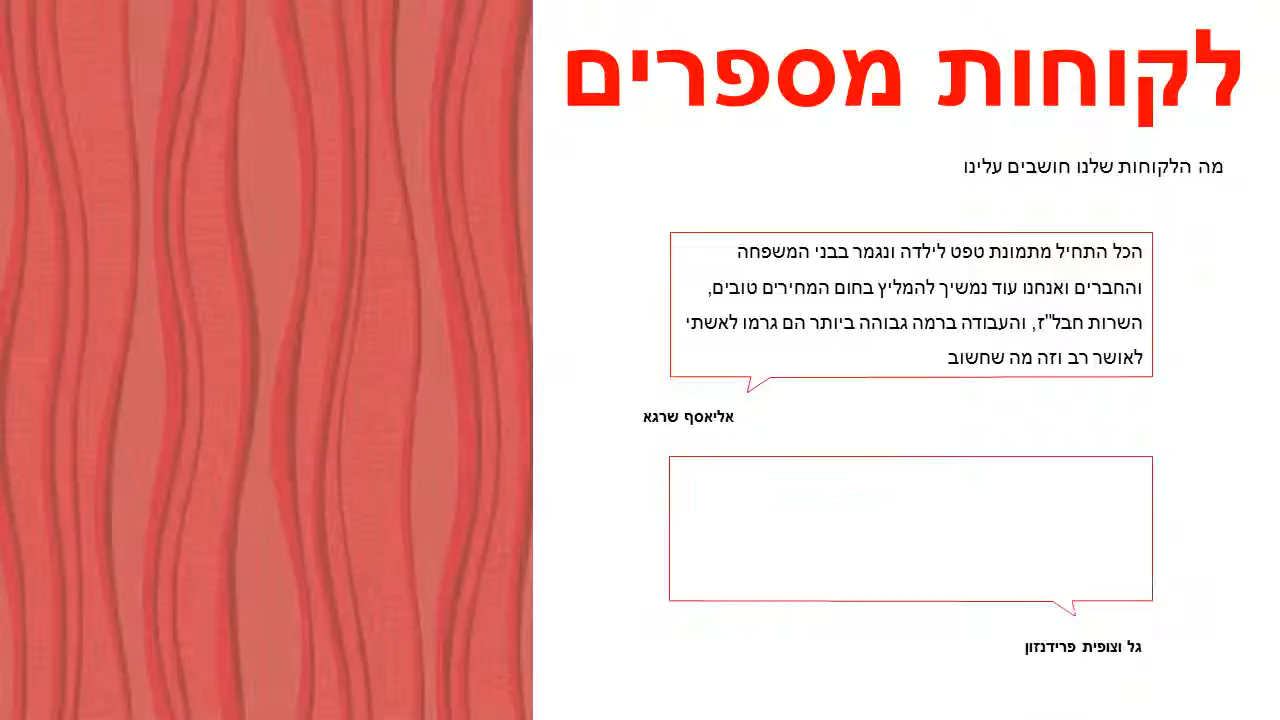 לקוחות מספרים
מה הלקוחות שלנו חושבים עלינו
הכל התחיל מתמונת טפט לילדה ונגמר בבני המשפחה
והחברים ואנחנו עוד נמשיך להמליץ בחום המחירים טובים,
השרות חבל"ז, והעבודה ברמה גבוהה ביותר הם גרמו לאשתי
לאושר רב וזה מה שחשוב
אליאסף שרגא
גל וצופית פרידנזון